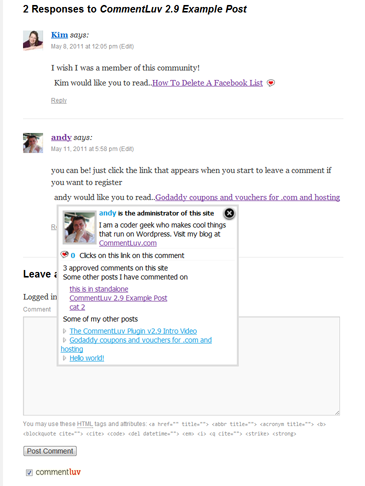 2 Responses to CommentLuv 2.9 Example Post
Kim says:
May 8, 2011 at 12:05 pm (Edit)
I wish I was a member of this community!
Kim would like you to read..How To Delete A Facebook List
Reply
andy says:
May 11, 2011 at 5:58 pm (Edit)
you can be! just click the link that appears when you start to leave a comment if
you want to register
andy would like you to read..Godaddy coupons and vouchers for .com and hosting
andy is the administrator of this site
I am a coder geek who makes cool things
that run on Wordpress. Visit my blog at
CommentLuv.com
0 Clicks on this link on this comment
3 approved comments on this site
Some other posts I have commented on
this is in standalone
CommentLuv 2.9 Example Post
cat 2
Some of my other posts
The CommentLuv Plugin v2.9 Intro Video
Godaddy coupons and vouchers for .com and
hosting
Hello world!
Leave a
Logged in
Comment
You may use these HTML tags and attributes: <a href="" title=""> <abbr title=""> <acronym title=""> <b>
<blockquote cite=""> <cite> <code> <del datetime=""> <em> <i> <q cite=""> <strike> <strong>
Post Comment
commentluv